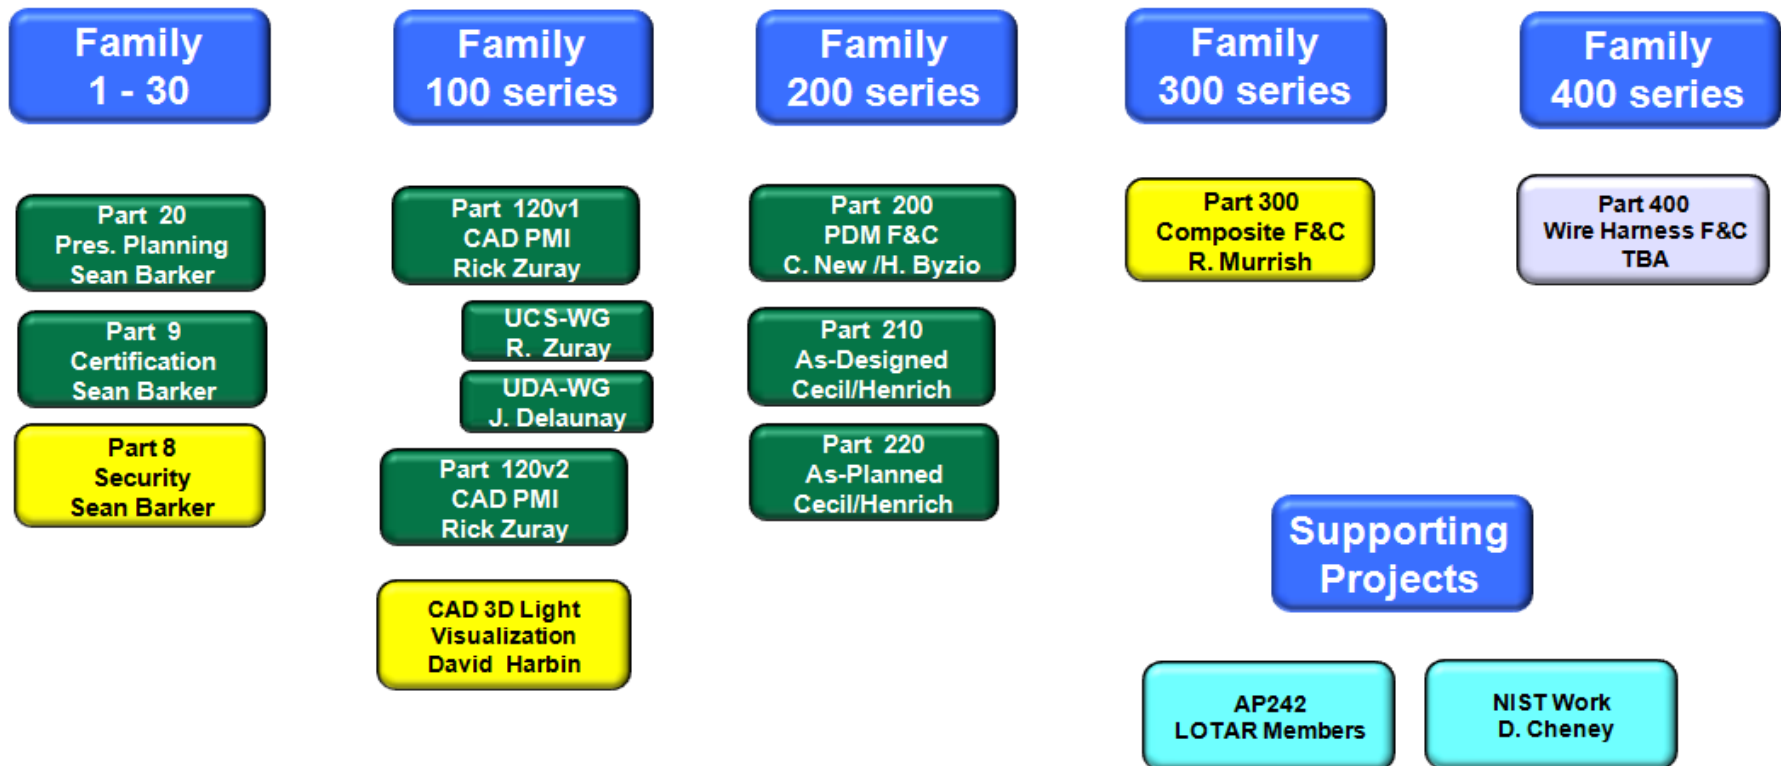 Family
1 - 30
Family
100 series
Family
200 series
Family
300 series
Family
400 series
Part 20
Pres. Planning
Sean Barker
Part 9
Certification
Sean Barker
Part 8
Security
Sean Barker
Part 120v1
CAD PMI
Rick Zuray
UCS-WG
R. Zuray
UDA-WG
J. Delaunay
Part 120v2
CAD PMI
Rick Zuray
CAD 3D Light
Visualization
David Harbin
Part 200
PDM F&C
C. New /H. Byzio
Part 210
As-Designed
Cecil/Henrich
Part 220
As-Planned
Cecil/Henrich
Part 300
Composite F&C
R. Murrish
Part 400
Wire Harness F&C
TBA
Supporting
Projects
AP242
LOTAR Members
NIST Work
D. Cheney